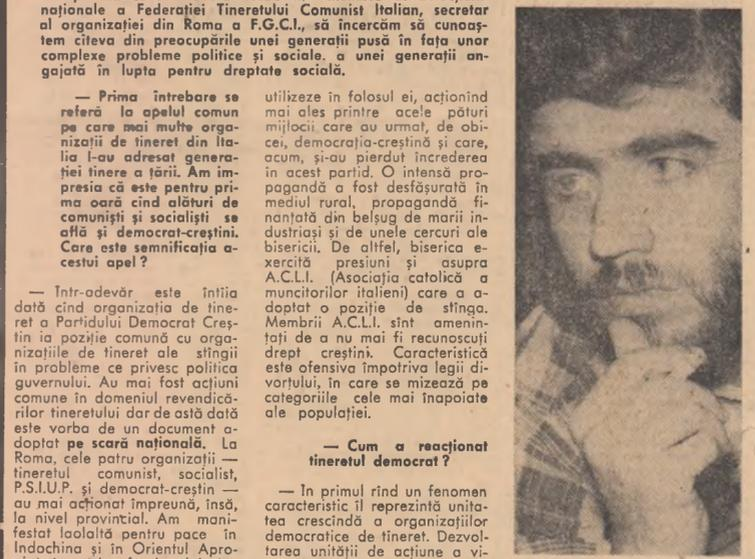 naționale a Federației Tineretului Comunist Italian, secretar
al organizației din Roma a F.G.C.I., să încercăm să cunoaș-
tem cîteva din preocupările unei generații pusă în fața unor
complexe probleme politice și sociale. a unei generații an-
gajată în lupta pentru dreptate socială.
— Prima întrebare se
referă la apelul comun
pe care mai multe orga-
nizații de tineret din Ita-
lia l-au adresat genera-
ției tinere a țării. Am im-
presia că este pentru pri-
ma oară cînd alături de
comuniști și socialiști se
află și democrat-creștini.
Care este semnificația a-
cestui apel?
— Într-adevăr este întîia
dată cînd organizația de tine-
ret a Partidului Democrat Creș-
tin ia poziție comună cu orga-
nizațiile de tineret ale stîngii
în probleme ce privesc politica
guvernului. Au mai fost acțiuni
comune în domeniul revendică-
rilor tineretului dar de astă dată
este vorba de un document a-
doptat pe scară națională. La
Roma, cele patru organizații —
tineretul comunist, socialist,
P.S.I.U.P. și democrat-creștin —
au mai acționat împreună, însă,
la nivel provincial. Am mani-
festat laolaltă pentru pace în
Indochina și în Orientul Apro-
utilizeze în folosul ei, acționînd
mai ales printre acele pături
mijlocii care au urmat, de obi-
cei, democrația-creștină și care,
acum, și-au pierdut încrederea
în acest partid. O intensă pro-
pagandă a fost desfășurată în
mediul rural, propagandă fi-
nanțată din belșug de marii in-
dustriași și de unele cercuri ale
bisericii. De altfel, biserica e-
xercită presiuni și asupra
A.C.L.I. (Asociația catolică a
muncitorilor italieni) care a a-
doptat o poziție de stînga.
Membrii A.C.L.I. sînt amenin-
țați de a nu mai fi recunoscuți
drept creștini. Caracteristică
este ofensiva împotriva legii di-
vorțului, în care se mizează pe
categoriile cele mai înapoiate
ale populației.
— Cum a reacționat
tineretul democrat?
— În primul rînd un fenomen
caracteristic îl reprezintă unita-
tea crescîndă a organizațiilor
democratice de tineret. Dezvol-
tarea unității de acțiune a vi-